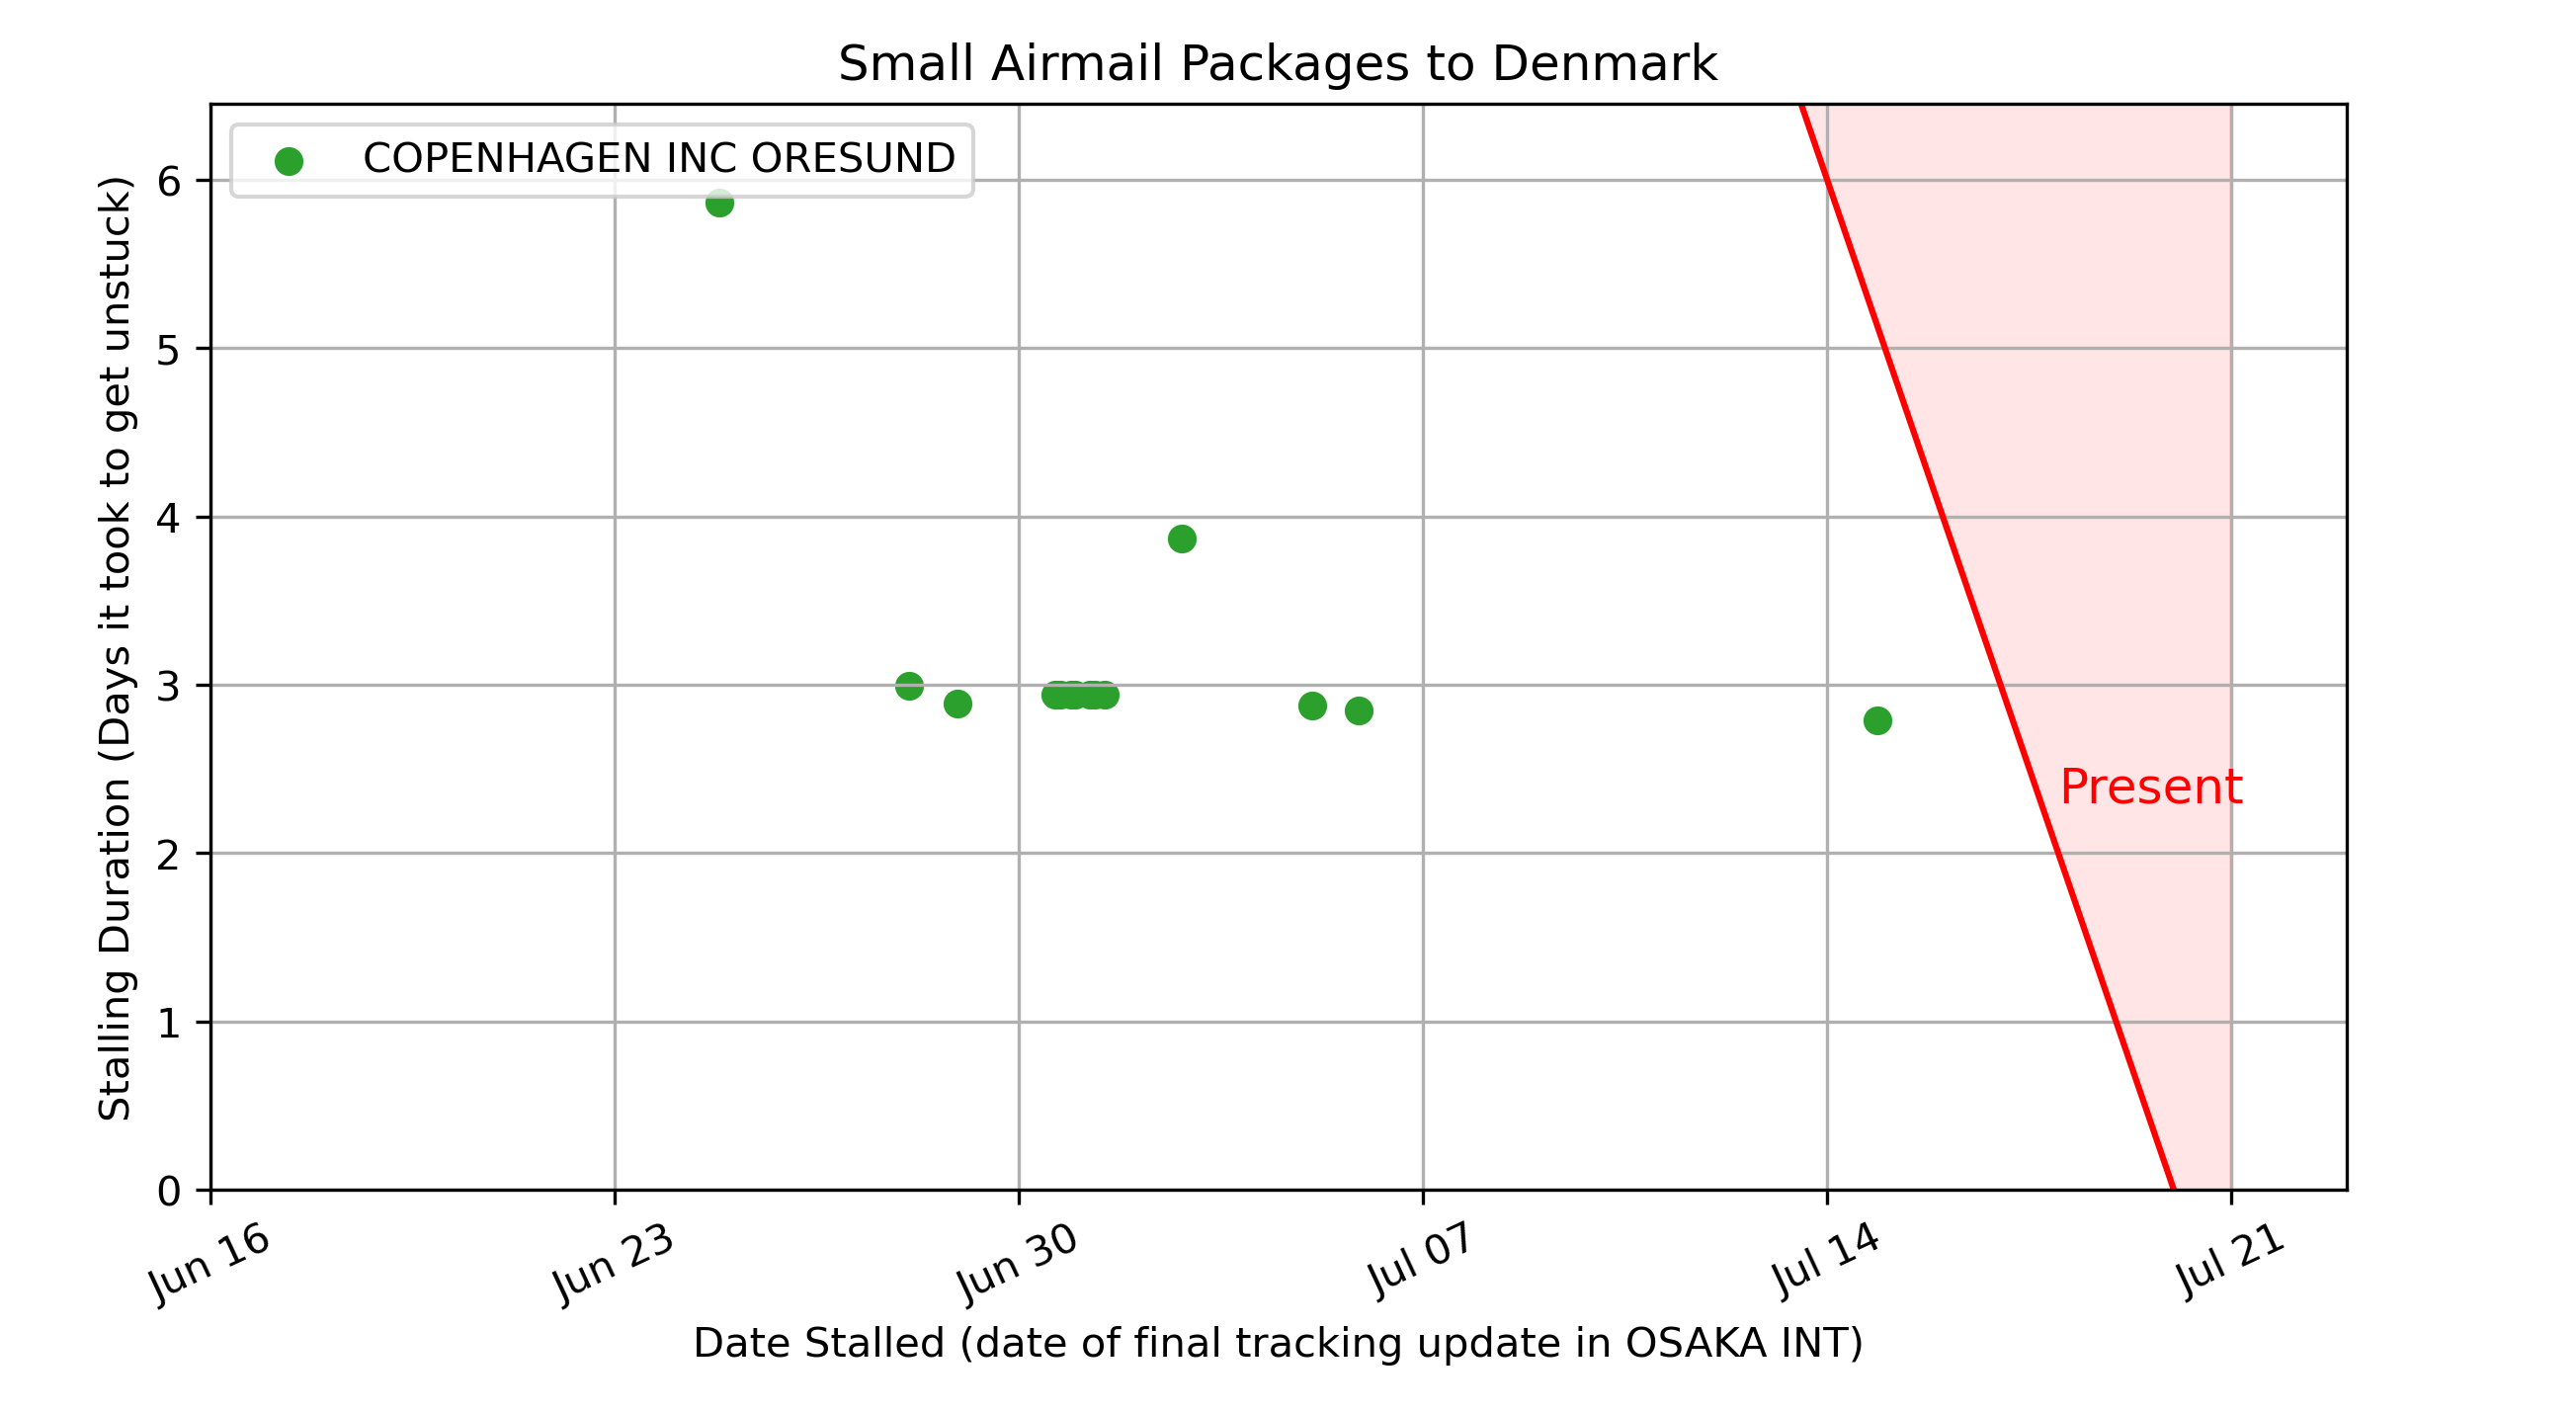 Small Airmail Packages to Denmark
COPENHAGEN INC ORESUND
Stalling Duration (Days it took to get unstuck)
6
5
4
3
2
1
0
Present
Jun 16
Jun 23
Jun 30
Jul 07
Jul 14
Jul 21
Date Stalled (date of final tracking update in OSAKA INT)